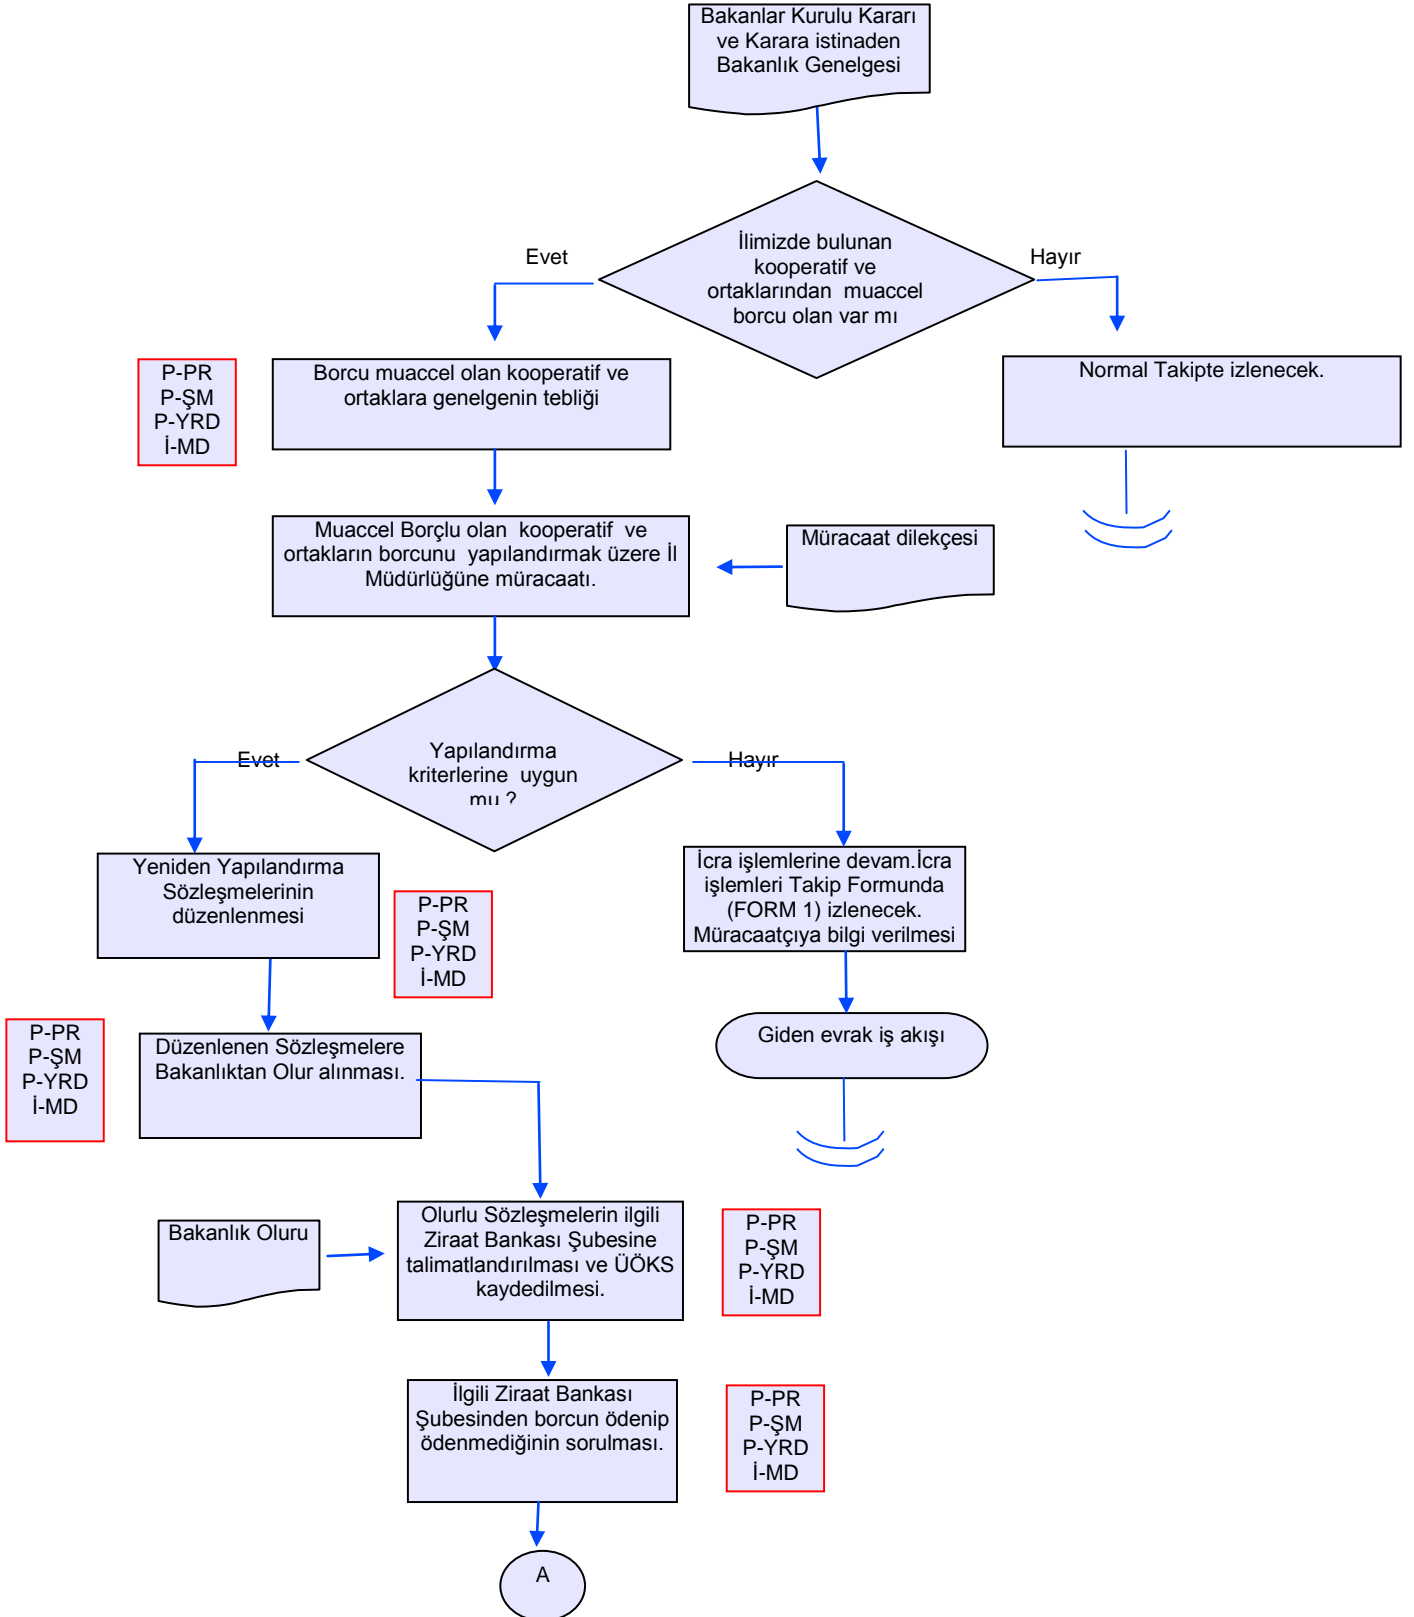 Bakanlar Kurulu Kararı
ve Karara istinaden
Bakanlık Genelgesi
İlimizde bulunan
kooperatif ve
ortaklarından muaccel
borcu olan var mı
Evet
Hayır
P-PR
P-ŞM
P-YRD
İ-MD
Borcu muaccel olan kooperatif ve
ortaklara genelgenin tebliği
Normal Takipte izlenecek.
Muaccel Borçlu olan kooperatif ve
ortakların borcunu yapılandırmak üzere İl
Müdürlüğüne müracaatı.
Müracaat dilekçesi
Yapılandırma
kriterlerine uygun
mu ?
Evet
Hayır
Yeniden Yapılandırma
Sözleşmelerinin
düzenlenmesi
P-PR
P-ŞM
P-YRD
İ-MD
İcra işlemlerine devam.İcra
işlemleri Takip Formunda
(FORM 1) izlenecek.
Müracaatçıya bilgi verilmesi
P-PR
P-ŞM
P-YRD
İ-MD
Düzenlenen Sözleşmelere
Bakanlıktan Olur alınması.
Giden evrak iş akışı
Bakanlık Oluru
Olurlu Sözleşmelerin ilgili
Ziraat Bankası Şubesine
talimatlandırılması ve ÜÖKS
kaydedilmesi.
P-PR
P-ŞM
P-YRD
İ-MD
İlgili Ziraat Bankası
Şubesinden borcun ödenip
ödenmediğinin sorulması.
P-PR
P-ŞM
P-YRD
İ-MD
A